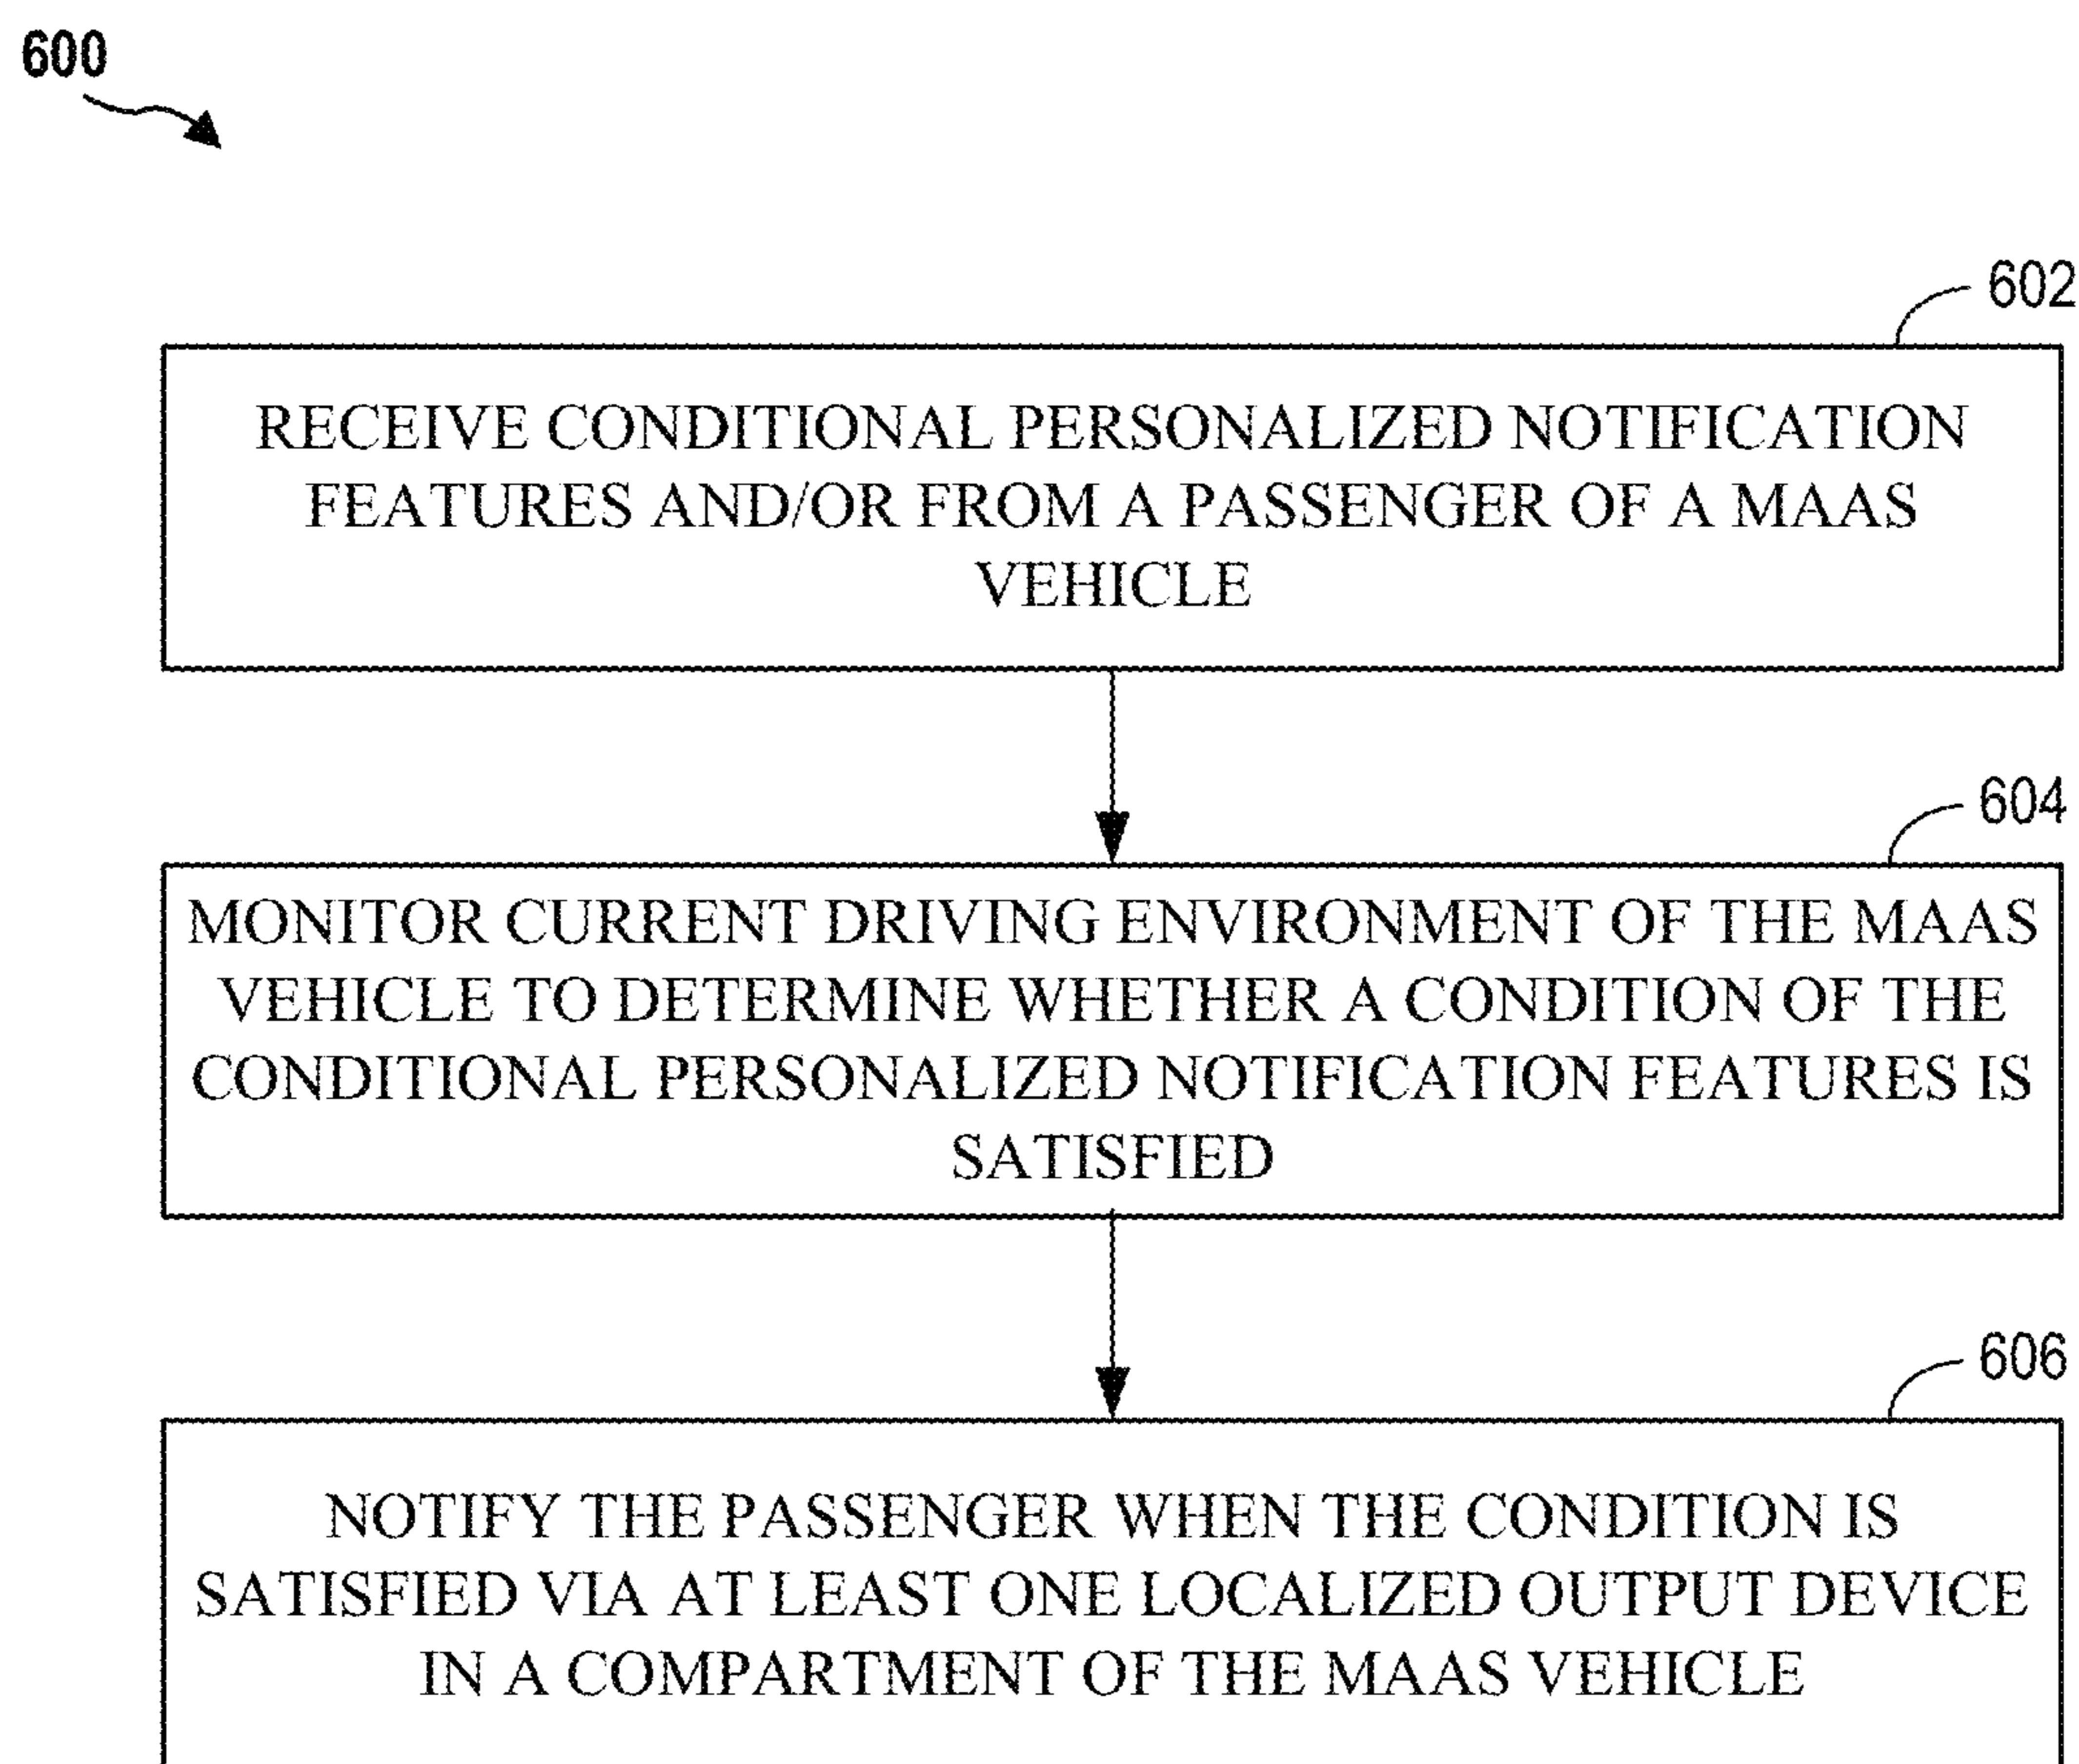 600
602
RECEIVE CONDITIONAL PERSONALIZED NOTIFICATION
FEATURES AND/OR FROM A PASSENGER OF A MAAS
VEHICLE
604
MONITOR CURRENT DRIVING ENVIRONMENT OF THE MAAS
VEHICLE TO DETERMINE WHETHER A CONDITION OF THE
CONDITIONAL PERSONALIZED NOTIFICATION FEATURES IS
SATISFIED
606
NOTIFY THE PASSENGER WHEN THE CONDITION IS
SATISFIED VIA AT LEAST ONE LOCALIZED OUTPUT DEVICE
IN A COMPARTMENT OF THE MAAS VEHICLE